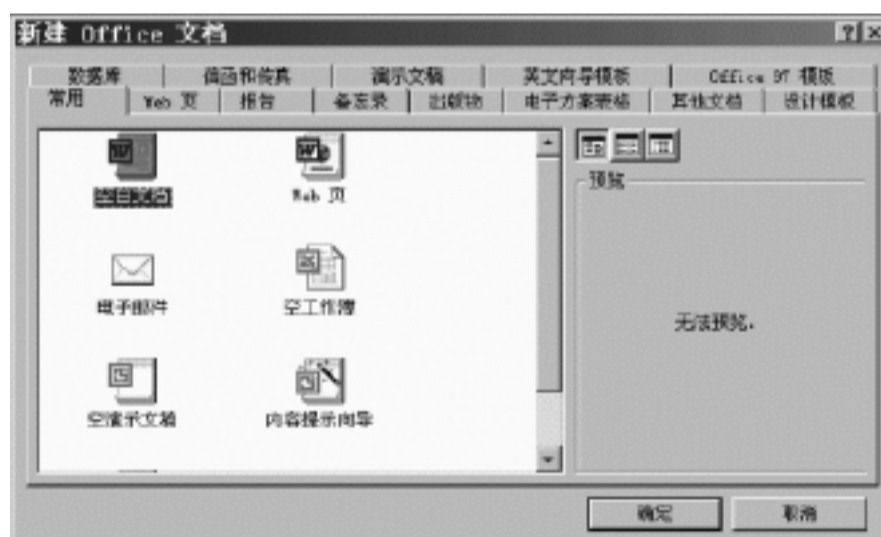 新建 Office 文档
数据库 信函和传真 演示文稿 英文向导模板 Office 97 模版
常用 Web 页 报告 备忘录 出版物 电子方案表格 其他文档 设计模板
空白文档 Web 页
预览
电子邮件 空工作簿
无法预览。
空演示文稿 内容提示向导
确定 取消